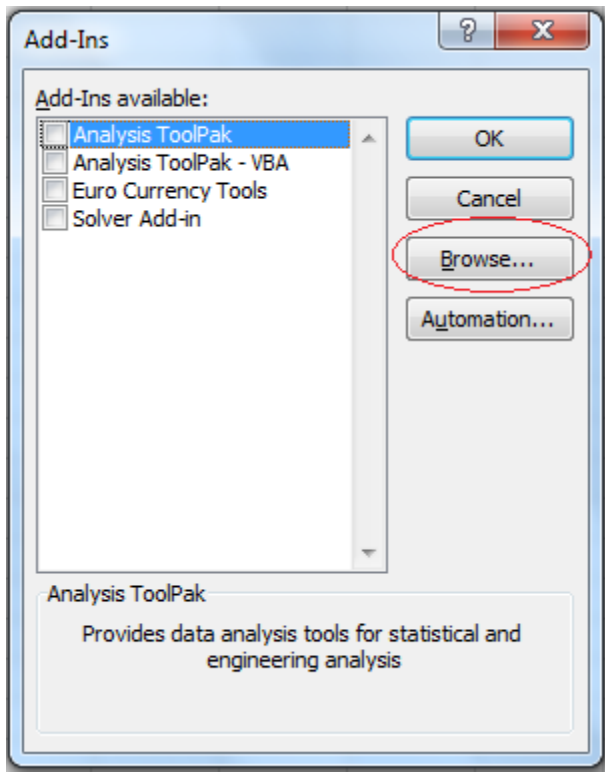 Add-Ins
?
X
Add-Ins available:
Analysis ToolPak
Analysis ToolPak - VBA
Euro Currency Tools
Solver Add-in
OK
Cancel
Browse...
Automation...
Analysis ToolPak
Provides data analysis tools for statistical and
engineering analysis